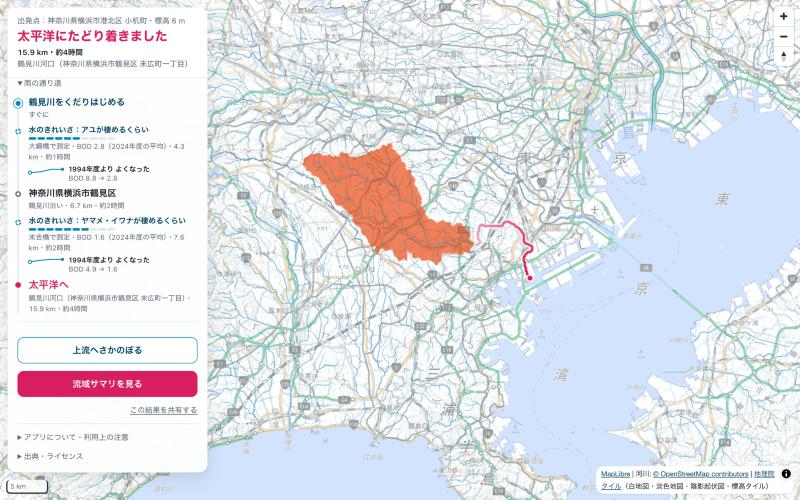 出発点：神奈川県横浜市港北区 小机町・標高 6 m
太平洋にたどり着きました
15.9 km・約4時間
鶴見川河口（神奈川県横浜市鶴見区 末広町一丁目）
▼雨の通り道
鶴見川をくだりはじめる
すぐに
水のきれいさ：アユが棲めるくらい
大綱橋で測定・BOD 2.8（2024年度の平均）・4.3
km・約1時間
1994年度より よくなった
BOD 8.8 → 2.8
神奈川県横浜市鶴見区
鶴見川沿い・6.7 km・約2時間
水のきれいさ：ヤマメ・イワナが棲めるくらい
末吉橋で測定・BOD 1.6（2024年度の平均）・7.6
km・約2時間
1994年度より よくなった
BOD 4.9 → 1.6
太平洋へ
鶴見川河口（神奈川県横浜市鶴見区 末広町一丁目）・
15.9 km・約4時間
上流へさかのぼる
流域サマリを見る
この結果を共有する
▶アプリについて・利用上の注意
▶出典・ライセンス
5 km
東
京
湾
東
京
MapLibre | 河川: © OpenStreetMap contributors | 地理院
タイル（白地図・淡色地図・陰影起伏図・標高タイル）